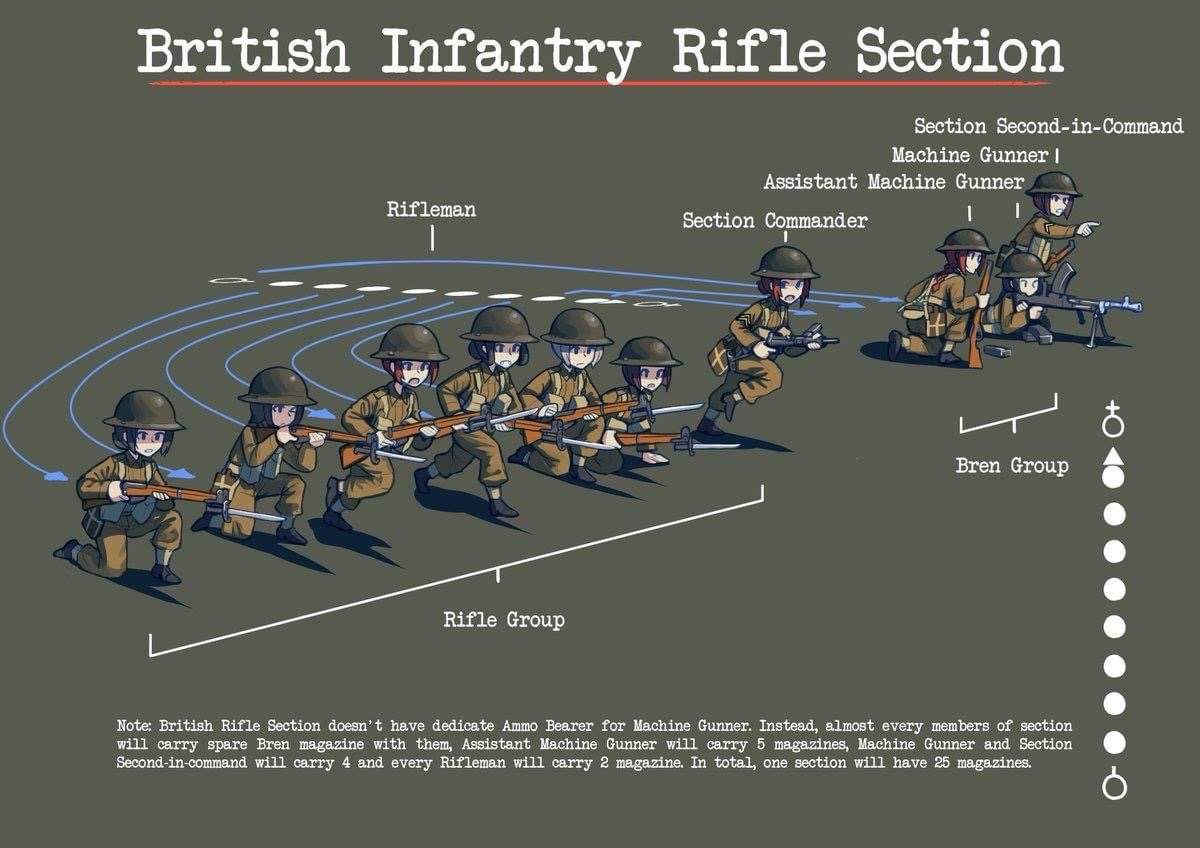 British Infantry Rifle Section
Section Second-in-Command
Machine Gunner
Assistant Machine Gunner
Rifleman
Section Commander
Bren Group
Rifle Group
Note: British Rifle Section doesn't have dedicate Ammo Bearer for Machine Gunner. Instead, almost every members of section
will carry spare Bren magazine with them, Assistant Machine Gunner will carry 5 magazines, Machine Gunner and Section
Second-in-command will carry 4 and every Rifleman will carry 2 magazine. In total, one section will have 25 magazines.